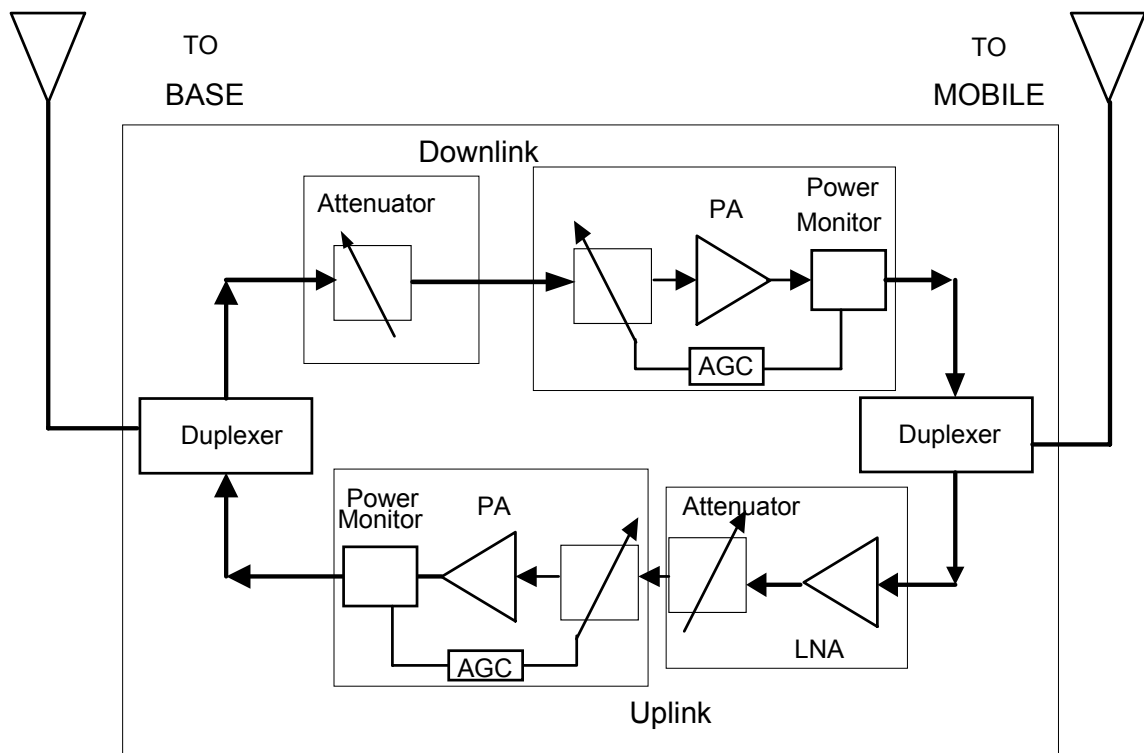 TO
BASE
TO
MOBILE
Downlink
Attenuator
PA
Power
Monitor
AGC
Duplexer
Duplexer
Power
Monitor
PA
Attenuator
AGC
LNA
Uplink